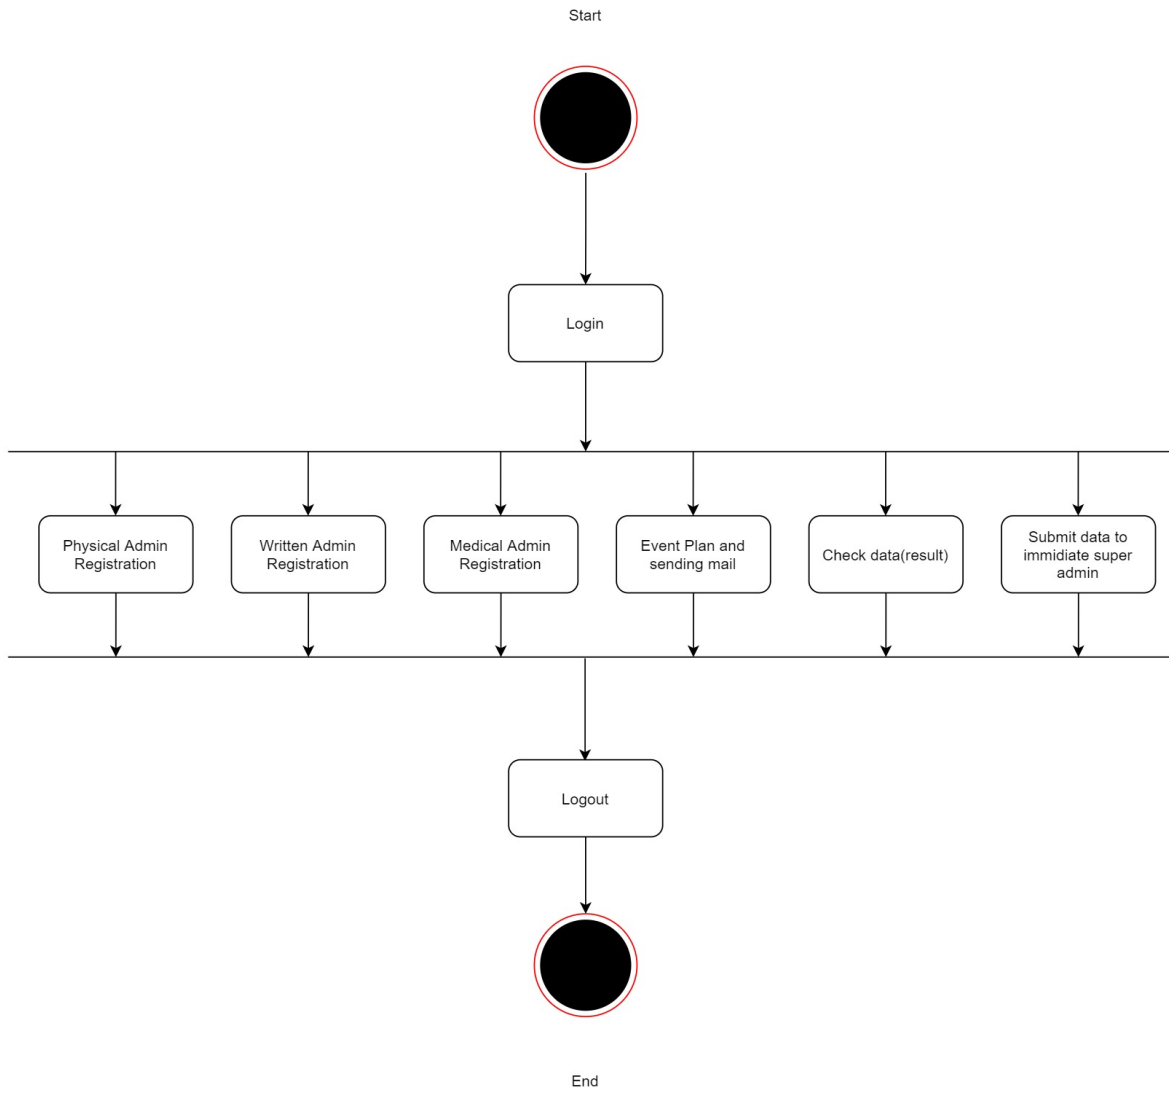 Start
Login
Physical Admin
Registration
Written Admin
Registration
Medical Admin
Registration
Event Plan and
sending mail
Check data(result)
Submit data to
immidiate super
admin
Logout
End